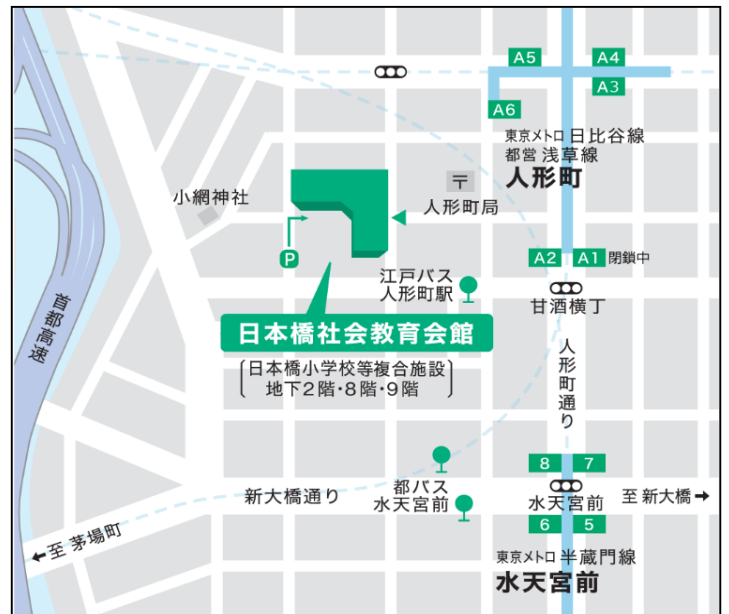 A5
A4
A3
A6
東京メトロ 日比谷線
都営 浅草線
人形町
〒
人形町局
小網神社
P
A2
A1
閉鎖中
江戸バス
人形町駅
甘酒横丁
首都高速
日本橋社会教育会館
日本橋小学校等複合施設
地下2階・8階・9階
人形町通り
8
7
都バス
水天宮前
新大橋通り
水天宮前
至 新大橋→
6
5
←至 茅場町
東京メトロ 半蔵門線
水天宮前